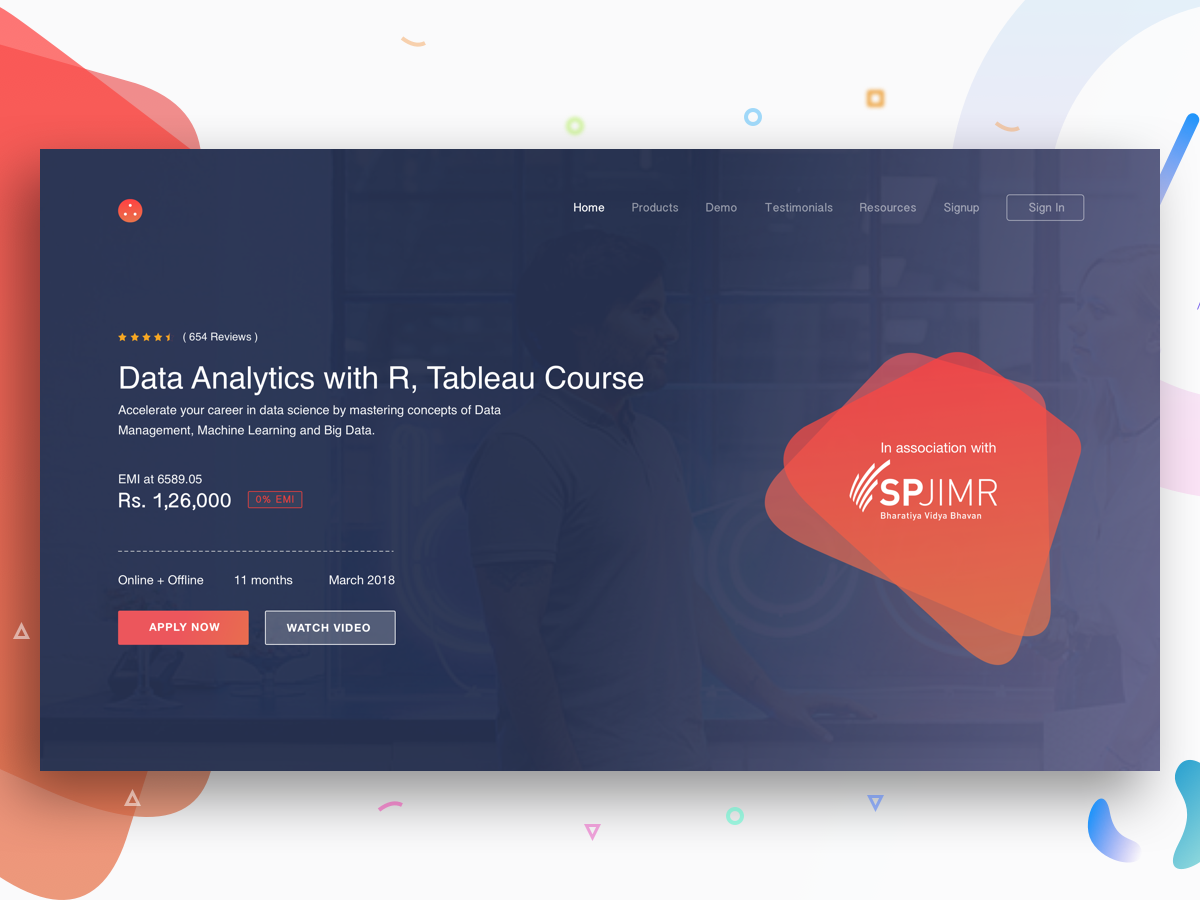 Home Products Demo Testimonials Resources Signup Sign In
( 654 Reviews )
Data Analytics with R, Tableau Course
Accelerate your career in data science by mastering concepts of Data
Management, Machine Learning and Big Data.
EMI at 6589.05
Rs. 1,26,000 0% EMI
Online + Offline 11 months March 2018
APPLY NOW WATCH VIDEO
In association with
SPJIMR
Bharatiya Vidya Bhavan